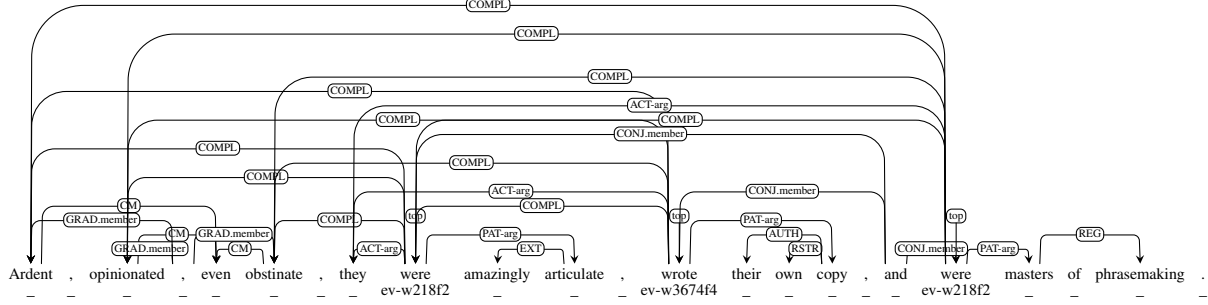 COMPL
COMPL
COMPL
COMPL
ACT-arg
COMPL COMPL
CONJ.member
COMPL
COMPL
COMPL
ACT-arg CONJ.member
CM COMPL
GRAD.member COMPL top top PAT-arg top
CM GRAD.member PAT-arg AUTH REG
GRAD.member CM ACT-arg EXT RSTR CONJ.member PAT-arg
Ardent , opinionated , even obstinate , they were amazingly articulate , wrote their own copy , and were masters of phrasemaking .
_ _ _ _ _ _ _ _ ev-w218f2 _ _ _ ev-w3674f4 _ _ _ _ _ ev-w218f2 _ _ _ _